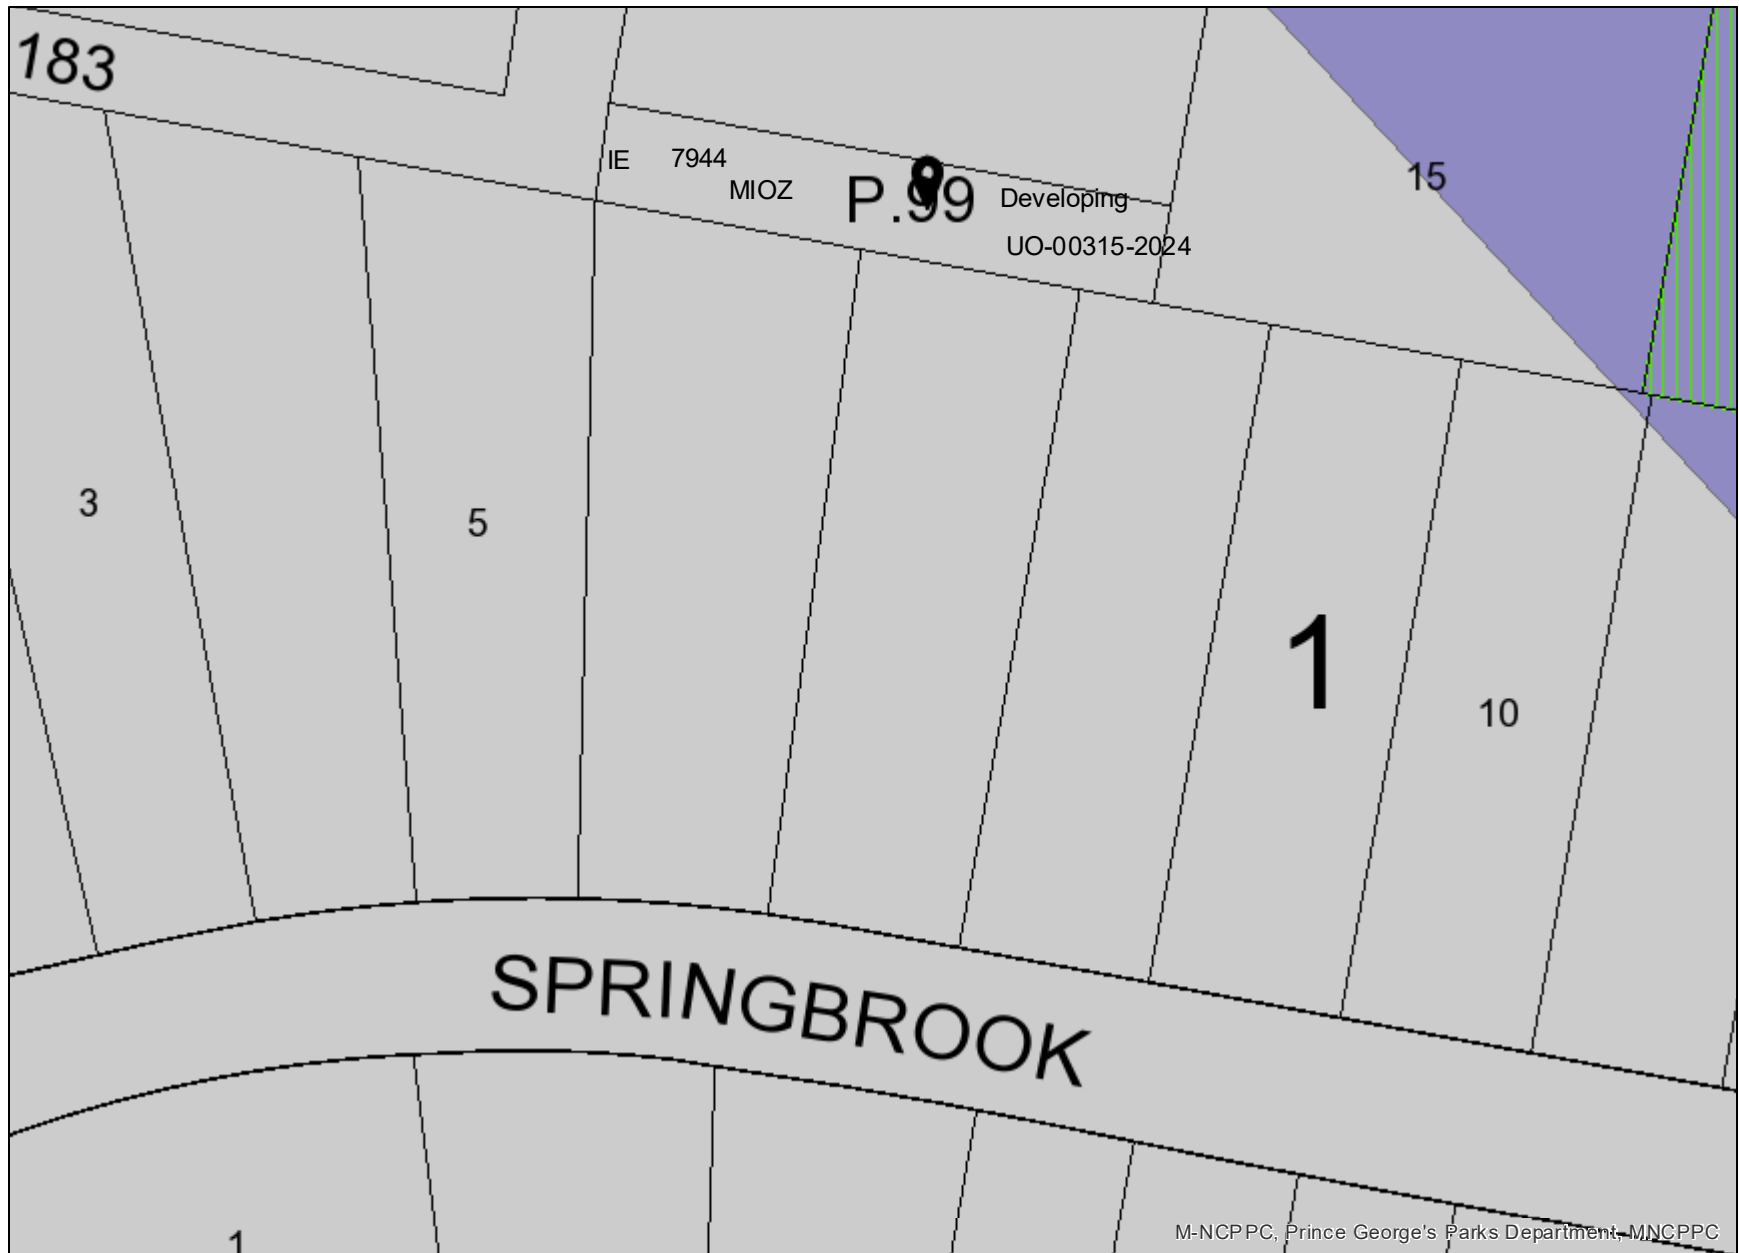 183
IE
7944
MIOZ
P.99
Developing
UO-00315-2024
15
3
5
1
10
SPRINGBROOK
1
M-NCPPC, Prince George's Parks Department, MNCPPC